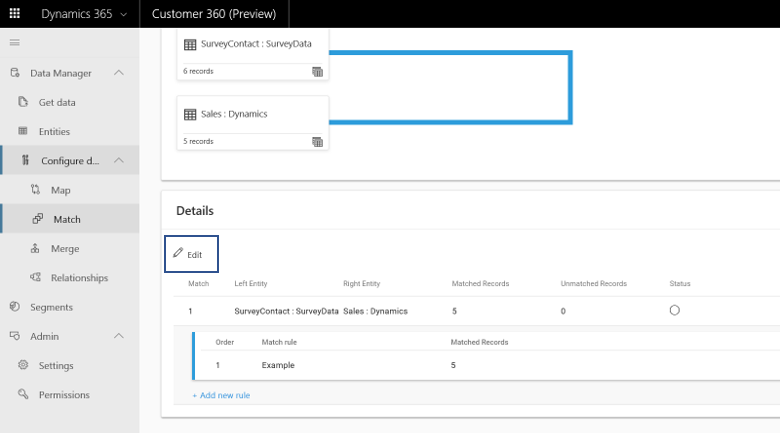 Dynamics 365
Customer 360 (Preview)
Data Manager
Get data
Entities
Configure d...
Map
Match
Merge
Relationships
Segments
Admin
Settings
Permissions
SurveyContact : SurveyData
6 records
Sales : Dynamics
5 records
Details
Edit
Match Left Entity Right Entity Matched Records Unmatched Records Status
1 SurveyContact : SurveyData Sales : Dynamics 5 0
Order Match rule Matched Records
1 Example 5
+ Add new rule